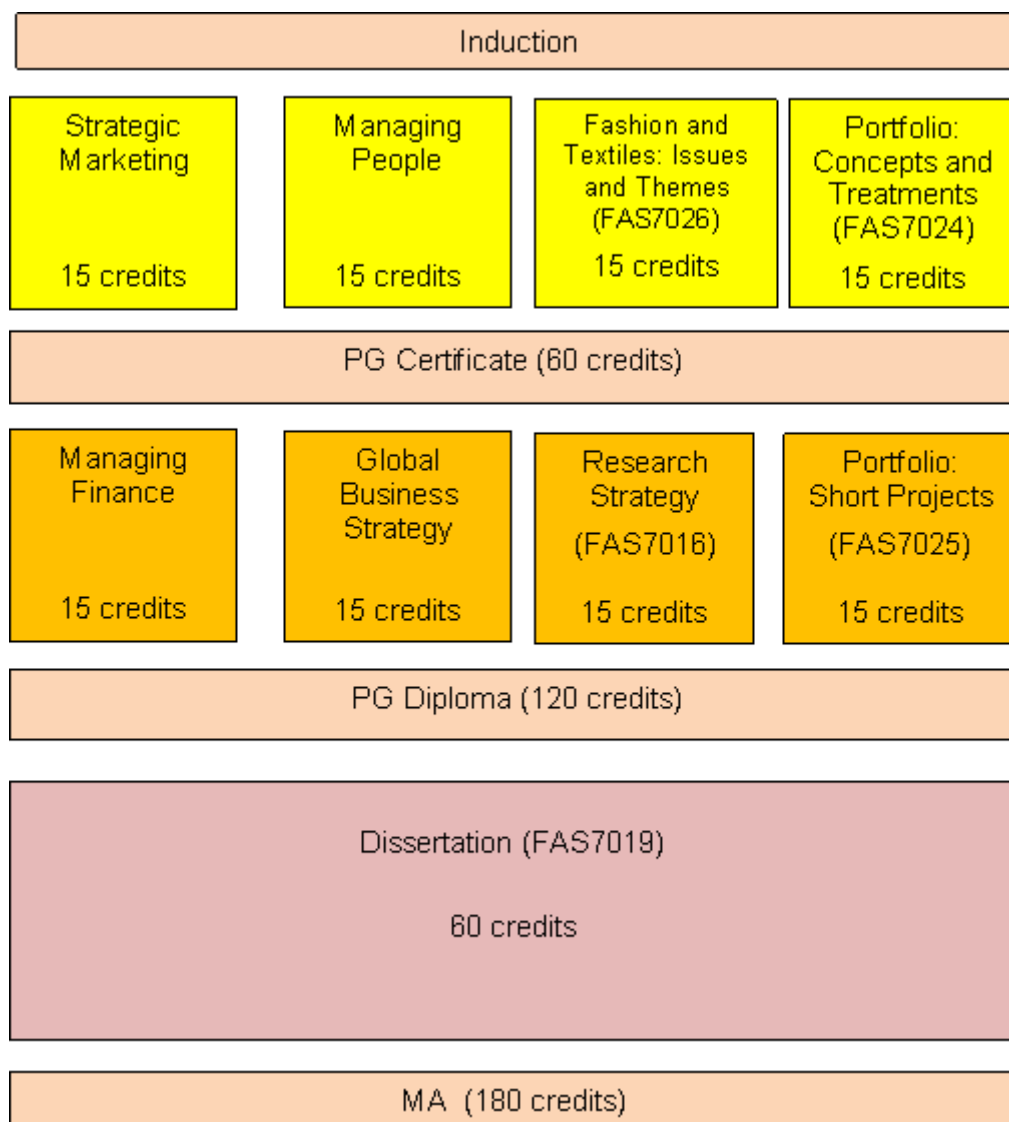 Induction
Strategic
Marketing
15 credits
Managing
People
15 credits
Fashion and
Textiles: Issues
and Themes
(FAS7026)
15 credits
Portfolio:
Concepts and
Treatments
(FAS7024)
15 credits
PG Certificate (60 credits)
Managing
Finance
15 credits
Global
Business
Strategy
15 credits
Research
Strategy
(FAS7016)
15 credits
Portfolio:
Short Projects
(FAS7025)
15 credits
PG Diploma (120 credits)
Dissertation (FAS7019)
60 credits
MA (180 credits)